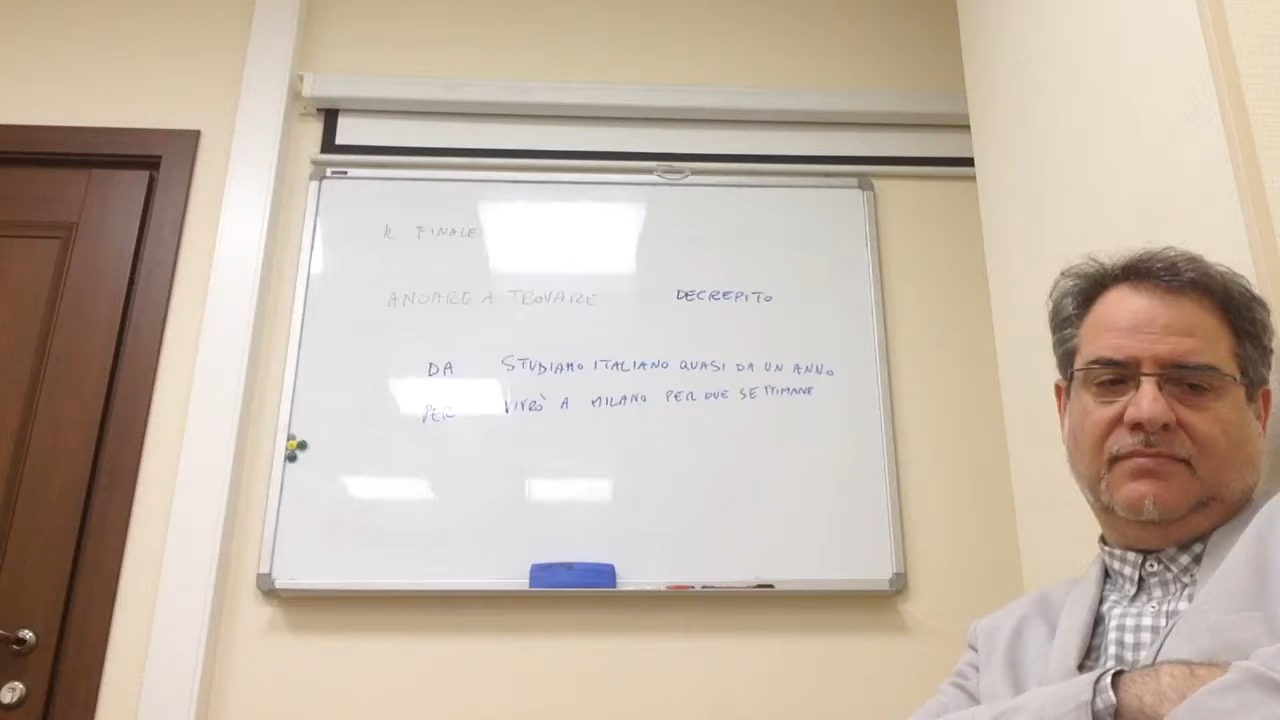 IL FINALE
ANDARE A TROVARE DECREPITO
DA STUDIAMO ITALIANO QUASI DA UN ANNO
PER VIVRÒ A MILANO PER DUE SETTIMANE